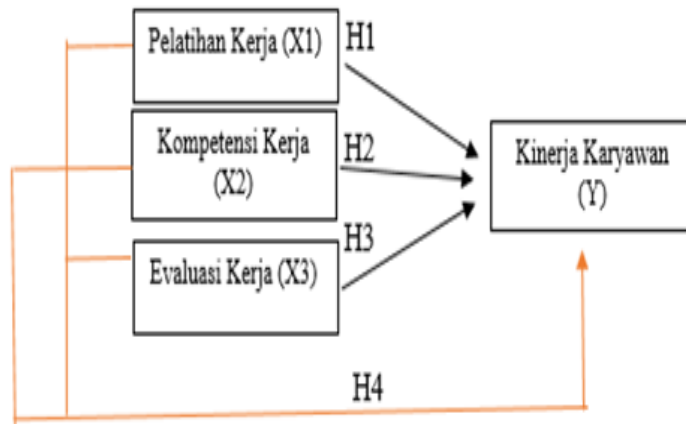 Pelatihan Kerja (X1)
H1
Kompetensi Kerja
(X2)
H2
Kinerja Karyawan
(Y)
H3
Evaluasi Kerja (X3)
H4